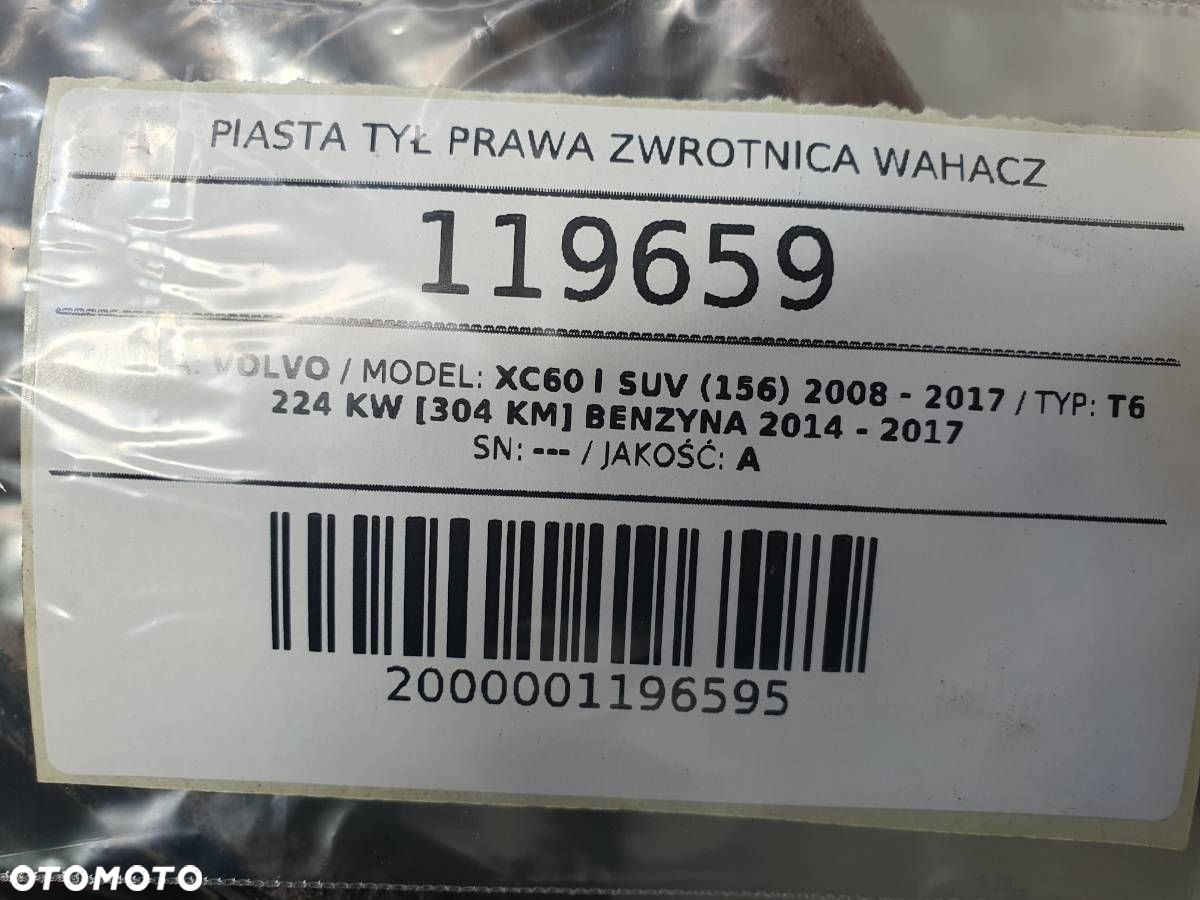 PIASTA TYŁ PRAWA ZWROTNICA WAHACZ
119659
A: VOLVO / MODEL: XC60 I SUV (156) 2008 - 2017 / TYP: T6
224 KW [304 KM] BENZYNA 2014 - 2017
SN: --- / JAKOŚĆ: A
2000001196595
OTOMOTO